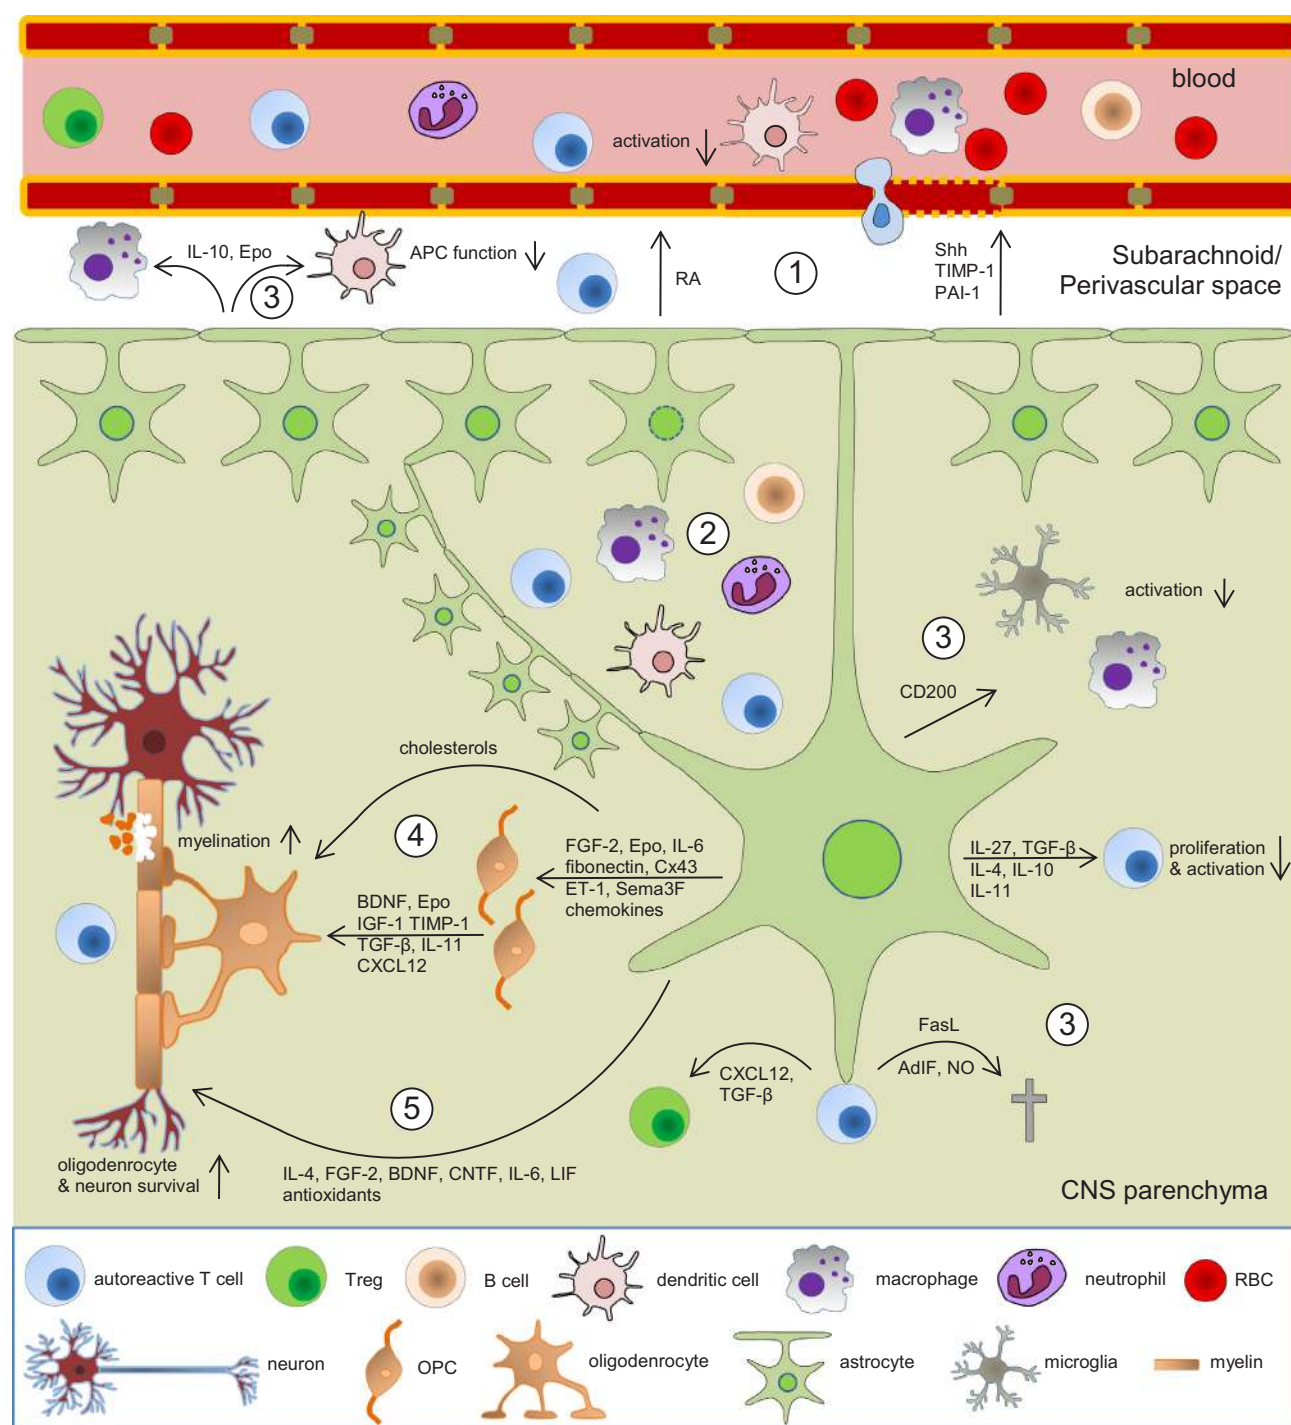 blood
activation
IL-10, Epo
APC function
3
RA
1
Shh
TIMP-1
PAI-1
Subarachnoid/
Perivascular space
2
3
activation
CD200
cholesterols
4
myelination
FGF-2, Epo, IL-6
fibonectin, Cx43
ET-1, Sema3F
chemokines
BDNF, Epo
IGF-1 TIMP-1
TGF-β, IL-11
CXCL12
IL-27, TGF-β
IL-4, IL-10
IL-11
proliferation
& activation
3
FasL
AdIF, NO
CXCL12,
TGF-β
5
oligodenrocyte
& neuron survival
IL-4, FGF-2, BDNF, CNTF, IL-6, LIF
antioxidants
CNS parenchyma
autoreactive T cell
Treg
B cell
dendritic cell
macrophage
neutrophil
RBC
neuron
OPC
oligodenrocyte
astrocyte
microglia
myelin